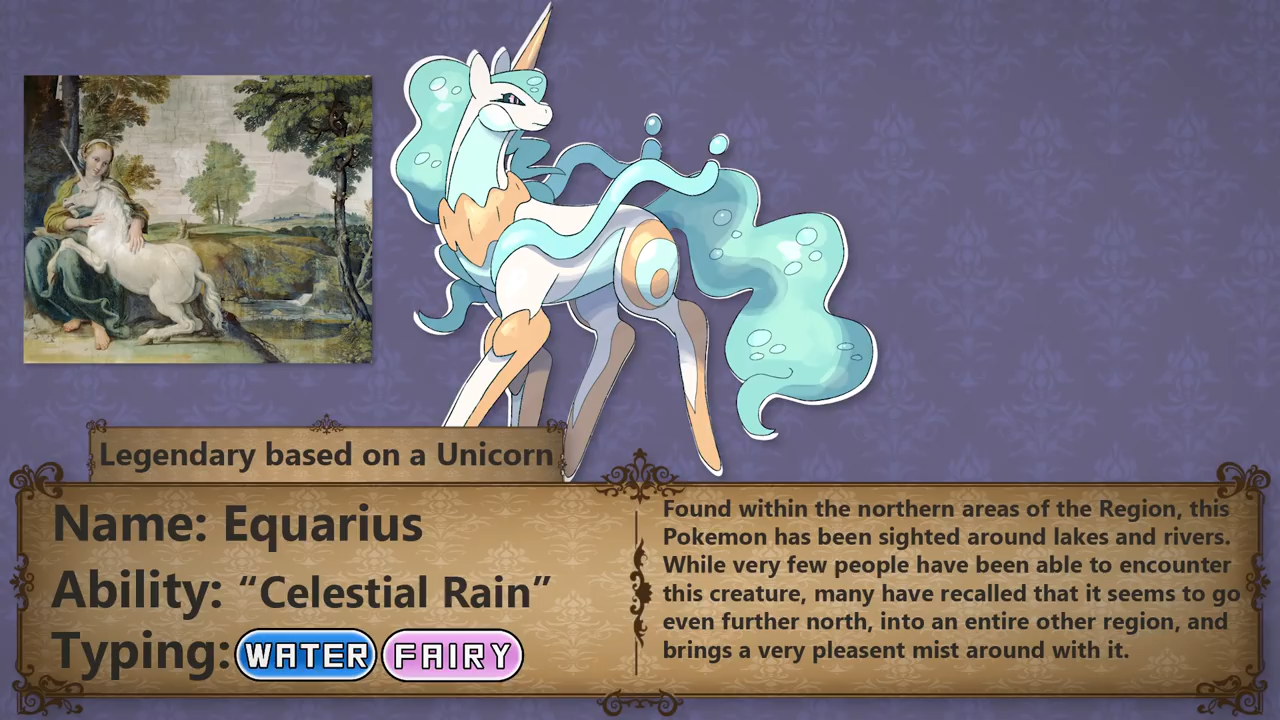 Legendary based on a Unicorn
Name: Equarius
Ability: “Celestial Rain”
Typing: WATER FAIRY
Found within the northern areas of the Region, this
Pokemon has been sighted around lakes and rivers.
While very few people have been able to encounter
this creature, many have recalled that it seems to go
even further north, into an entire other region, and
brings a very pleasent mist around with it.